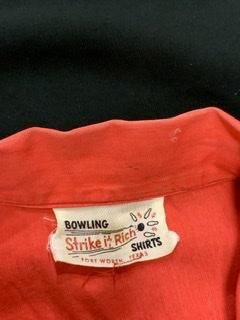 BOWLING
Strike it Rich
SHIRTS
FORT WORTH, TEXAS